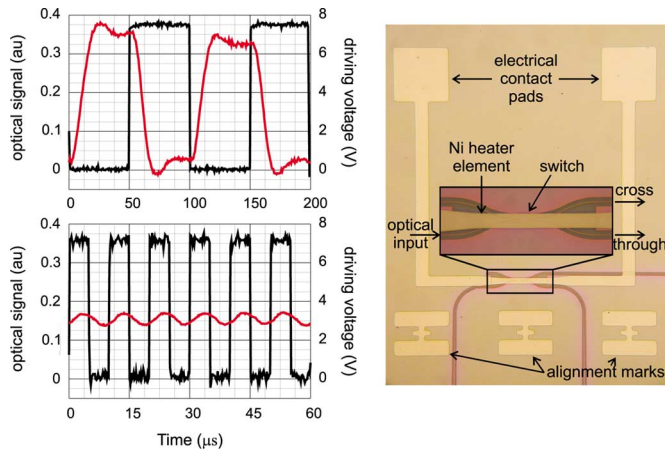 optical signal (au)
0.4
0.3
0.2
0.1
0
driving voltage (V)
8
6
4
2
0
0 50 100 150 200
optical signal (au)
0.4
0.3
0.2
0.1
0
driving voltage (V)
8
6
4
2
0
0 15 30 45 60
Time (μs)
electrical
contact
pads
Ni heater
element
switch
cross
optical
input
through
alignment marks